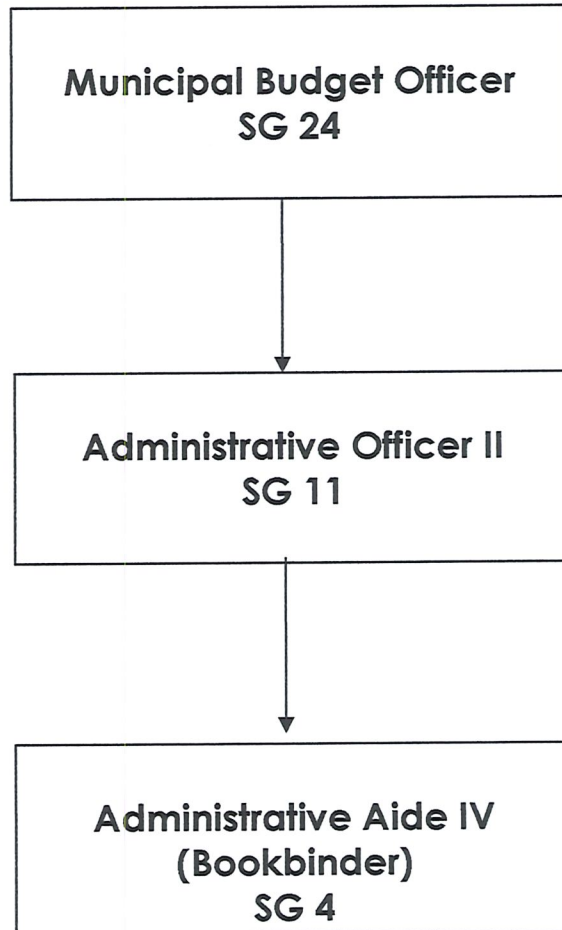 Municipal Budget Officer
SG 24
Administrative Officer II
SG 11
Administrative Aide IV
(Bookbinder)
SG 4